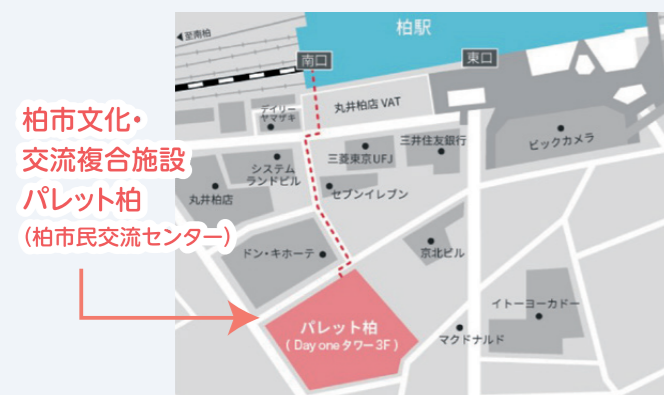 柏駅
◀至南柏
南口
東口
丸井柏店 VAT
デイリー
ヤマザキ
柏市文化・
交流複合施設
パレット柏
(柏市民交流センター)
三井住友銀行
ビックカメラ
三菱東京UFJ
システム
ランドビル
丸井柏店
セブンイレブン
ドン・キホーテ
京北ビル
イトーヨーカドー
パレット柏
( Day oneタワー3F )
マクドナルド